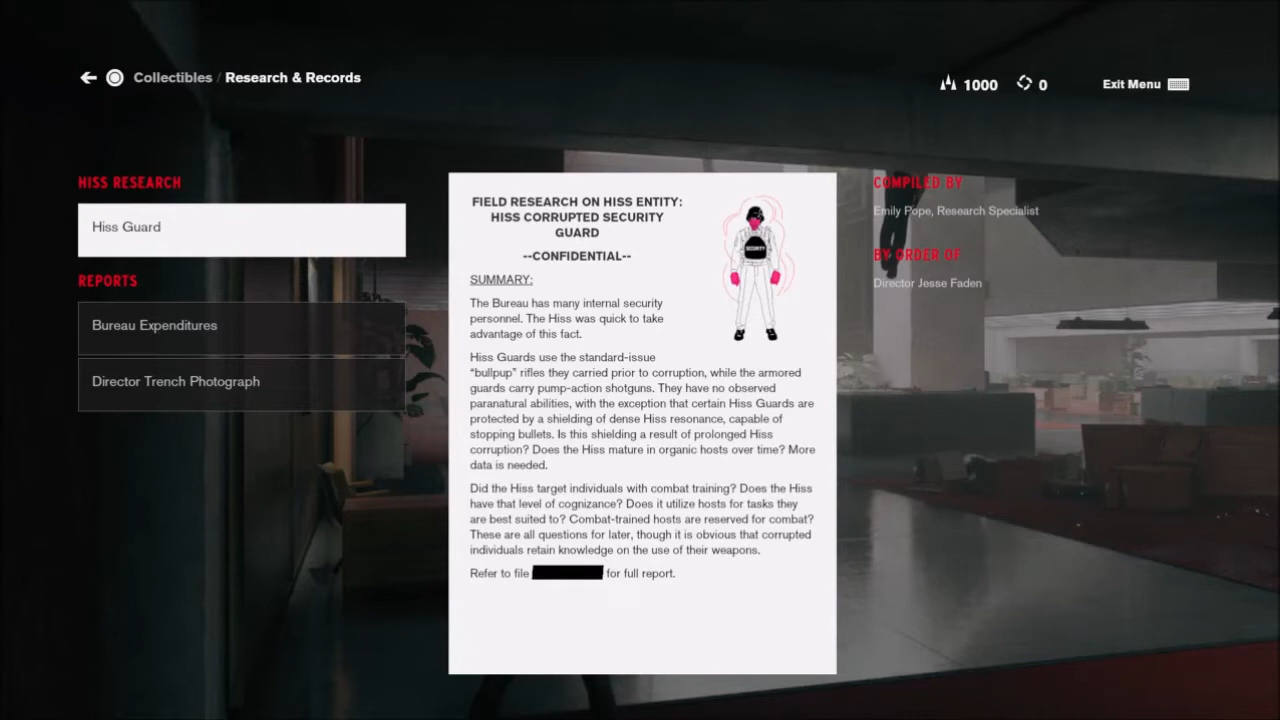 Collectibles / Research & Records
1000
0
Exit Menu
HISS RESEARCH
Hiss Guard
REPORTS
Bureau Expenditures
Director Trench Photograph
FIELD RESEARCH ON HISS ENTITY:
HISS CORRUPTED SECURITY
GUARD
--CONFIDENTIAL--
SUMMARY:
The Bureau has many internal security
personnel. The Hiss was quick to take
advantage of this fact.
Hiss Guards use the standard-issue
“bullpup” rifles they carried prior to corruption, while the armored
guards carry pump-action shotguns. They have no observed
paranatural abilities, with the exception that certain Hiss Guards are
protected by a shielding of dense Hiss resonance, capable of
stopping bullets. Is this shielding a result of prolonged Hiss
corruption? Does the Hiss mature in organic hosts over time? More
data is needed.
Did the Hiss target individuals with combat training? Does the Hiss
have that level of cognizance? Does it utilize hosts for tasks they
are best suited to? Combat-trained hosts are reserved for combat?
These are all questions for later, though it is obvious that corrupted
individuals retain knowledge on the use of their weapons.
Refer to file for full report.
SECURITY
COMPILED BY
Emily Pope, Research Specialist
BY ORDER OF
Director Jesse Faden